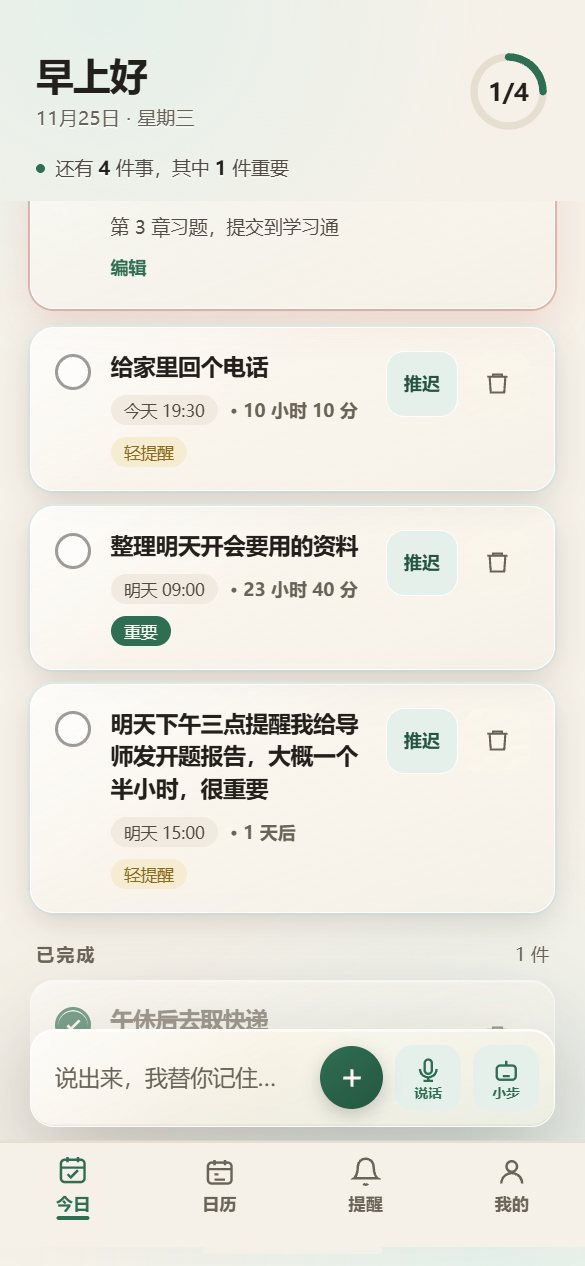 早上好
11月25日 · 星期三
1/4
还有 4 件事，其中 1 件重要
第 3 章习题，提交到学习通
编辑
给家里回个电话
推迟
今天 19:30
• 10 小时 10 分
轻提醒
整理明天开会要用的资料
推迟
明天 09:00
• 23 小时 40 分
重要
明天下午三点提醒我给导
师发开题报告，大概一个
半小时，很重要
推迟
明天 15:00
• 1 天后
轻提醒
已完成
1 件
午休后去取快递
说出来，我替你记住...
说话
小步
今日
日历
提醒
我的